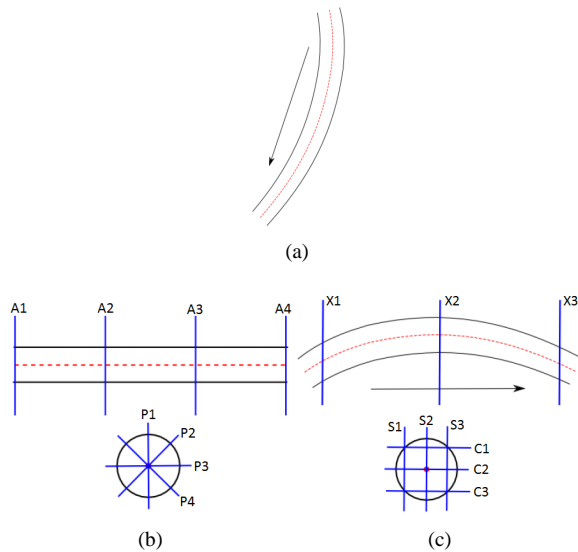 (a)
A1 A2 A3 A4
X1 X2 X3
P1
P2
P3
P4
S1 S2 S3
C1
C2
C3
(b) (c)